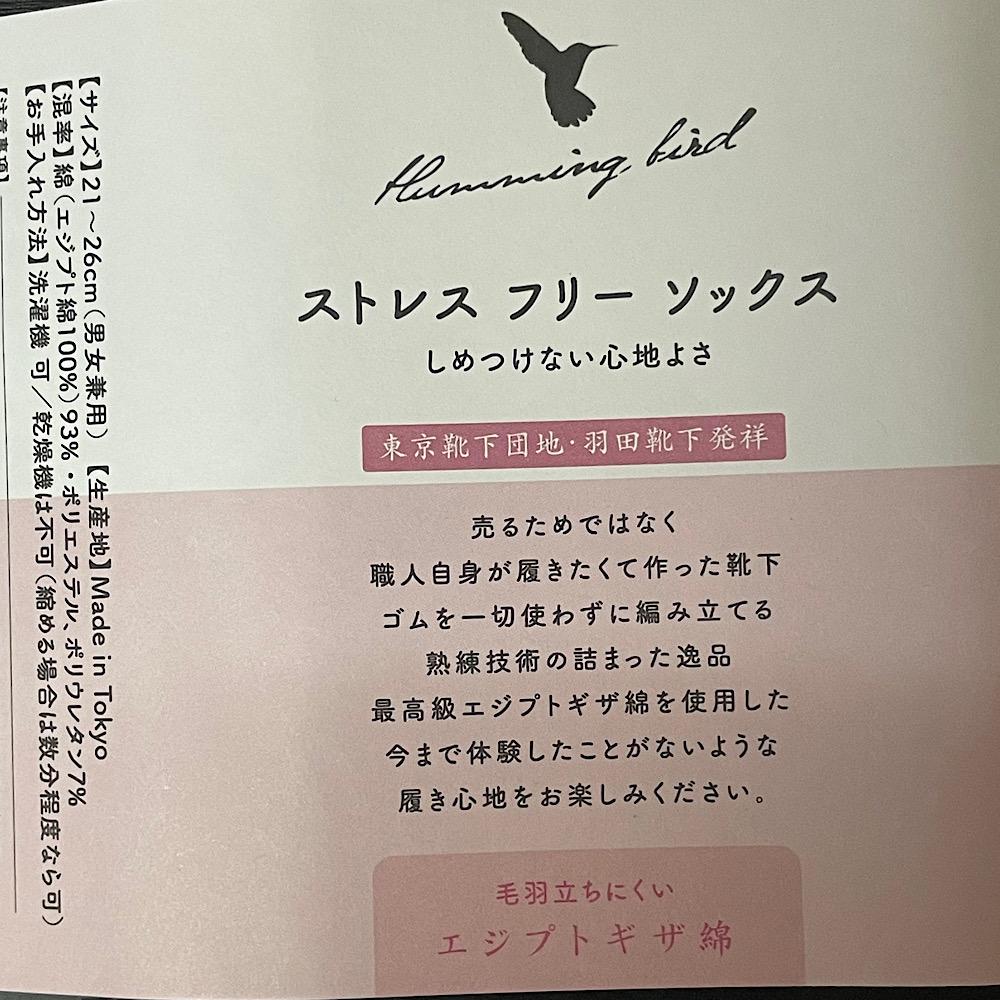 Humming bird
ストレス フリー ソックス
しめつけない心地よさ
東京靴下団地・羽田靴下発祥
売るためではなく
職人自身が履きたくて作った靴下
ゴムを一切使わずに編み立てる
熟練技術の詰まった逸品
最高級エジプトギザ綿を使用した
今まで体験したことがないような
履き心地をお楽しみください。
毛羽立ちにくい
エジプトギザ綿
【サイズ】21〜26cm（男女兼用）【生産地】Made in Tokyo
【混率】綿（エジプト綿100%）93%・ポリエステル、ポリウレタン7%
【お手入れ方法】洗濯機 可／乾燥機は不可（縮める場合は数分程度なら可）
【注意事項】